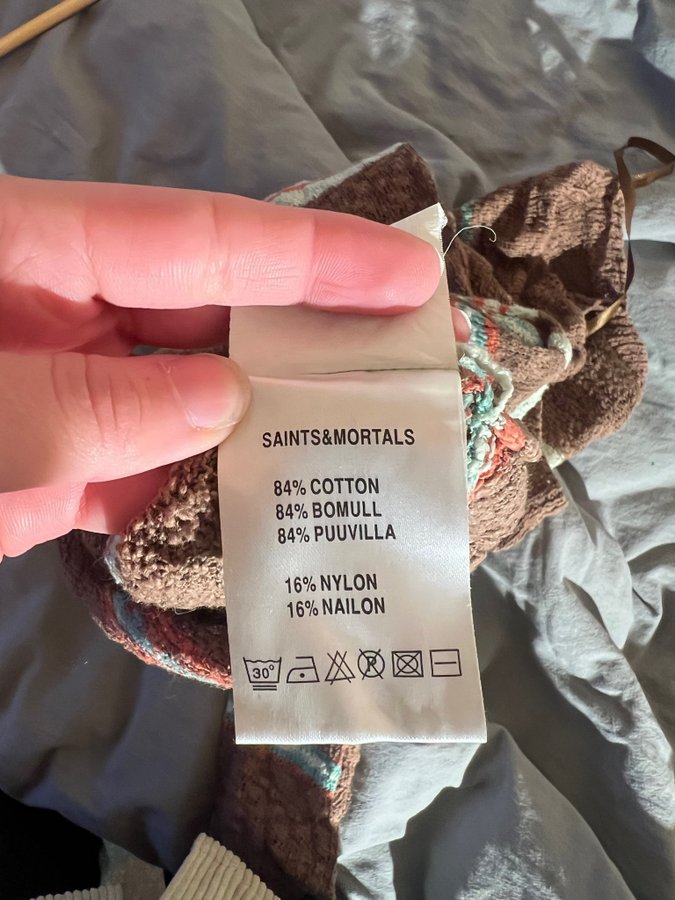 SAINTS&MORTALS
84% COTTON
84% BOMULL
84% PUUVILLA
16% NYLON
16% NAILON
30° P